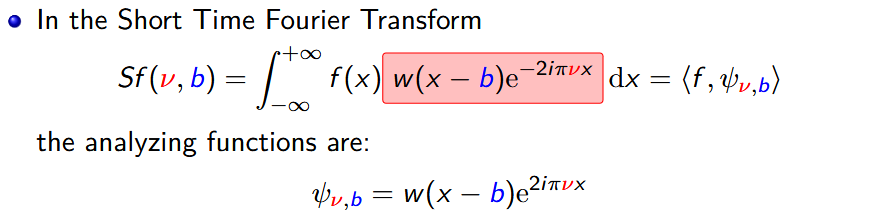 • In the Short Time Fourier Transform
Sf(ν, b) = ∫_{−∞}^{+∞} f(x) w(x − b)e^{−2iπνx} dx = ⟨f, ψ_{ν,b}⟩
the analyzing functions are:
ψ_{ν,b} = w(x − b)e^{2iπνx}